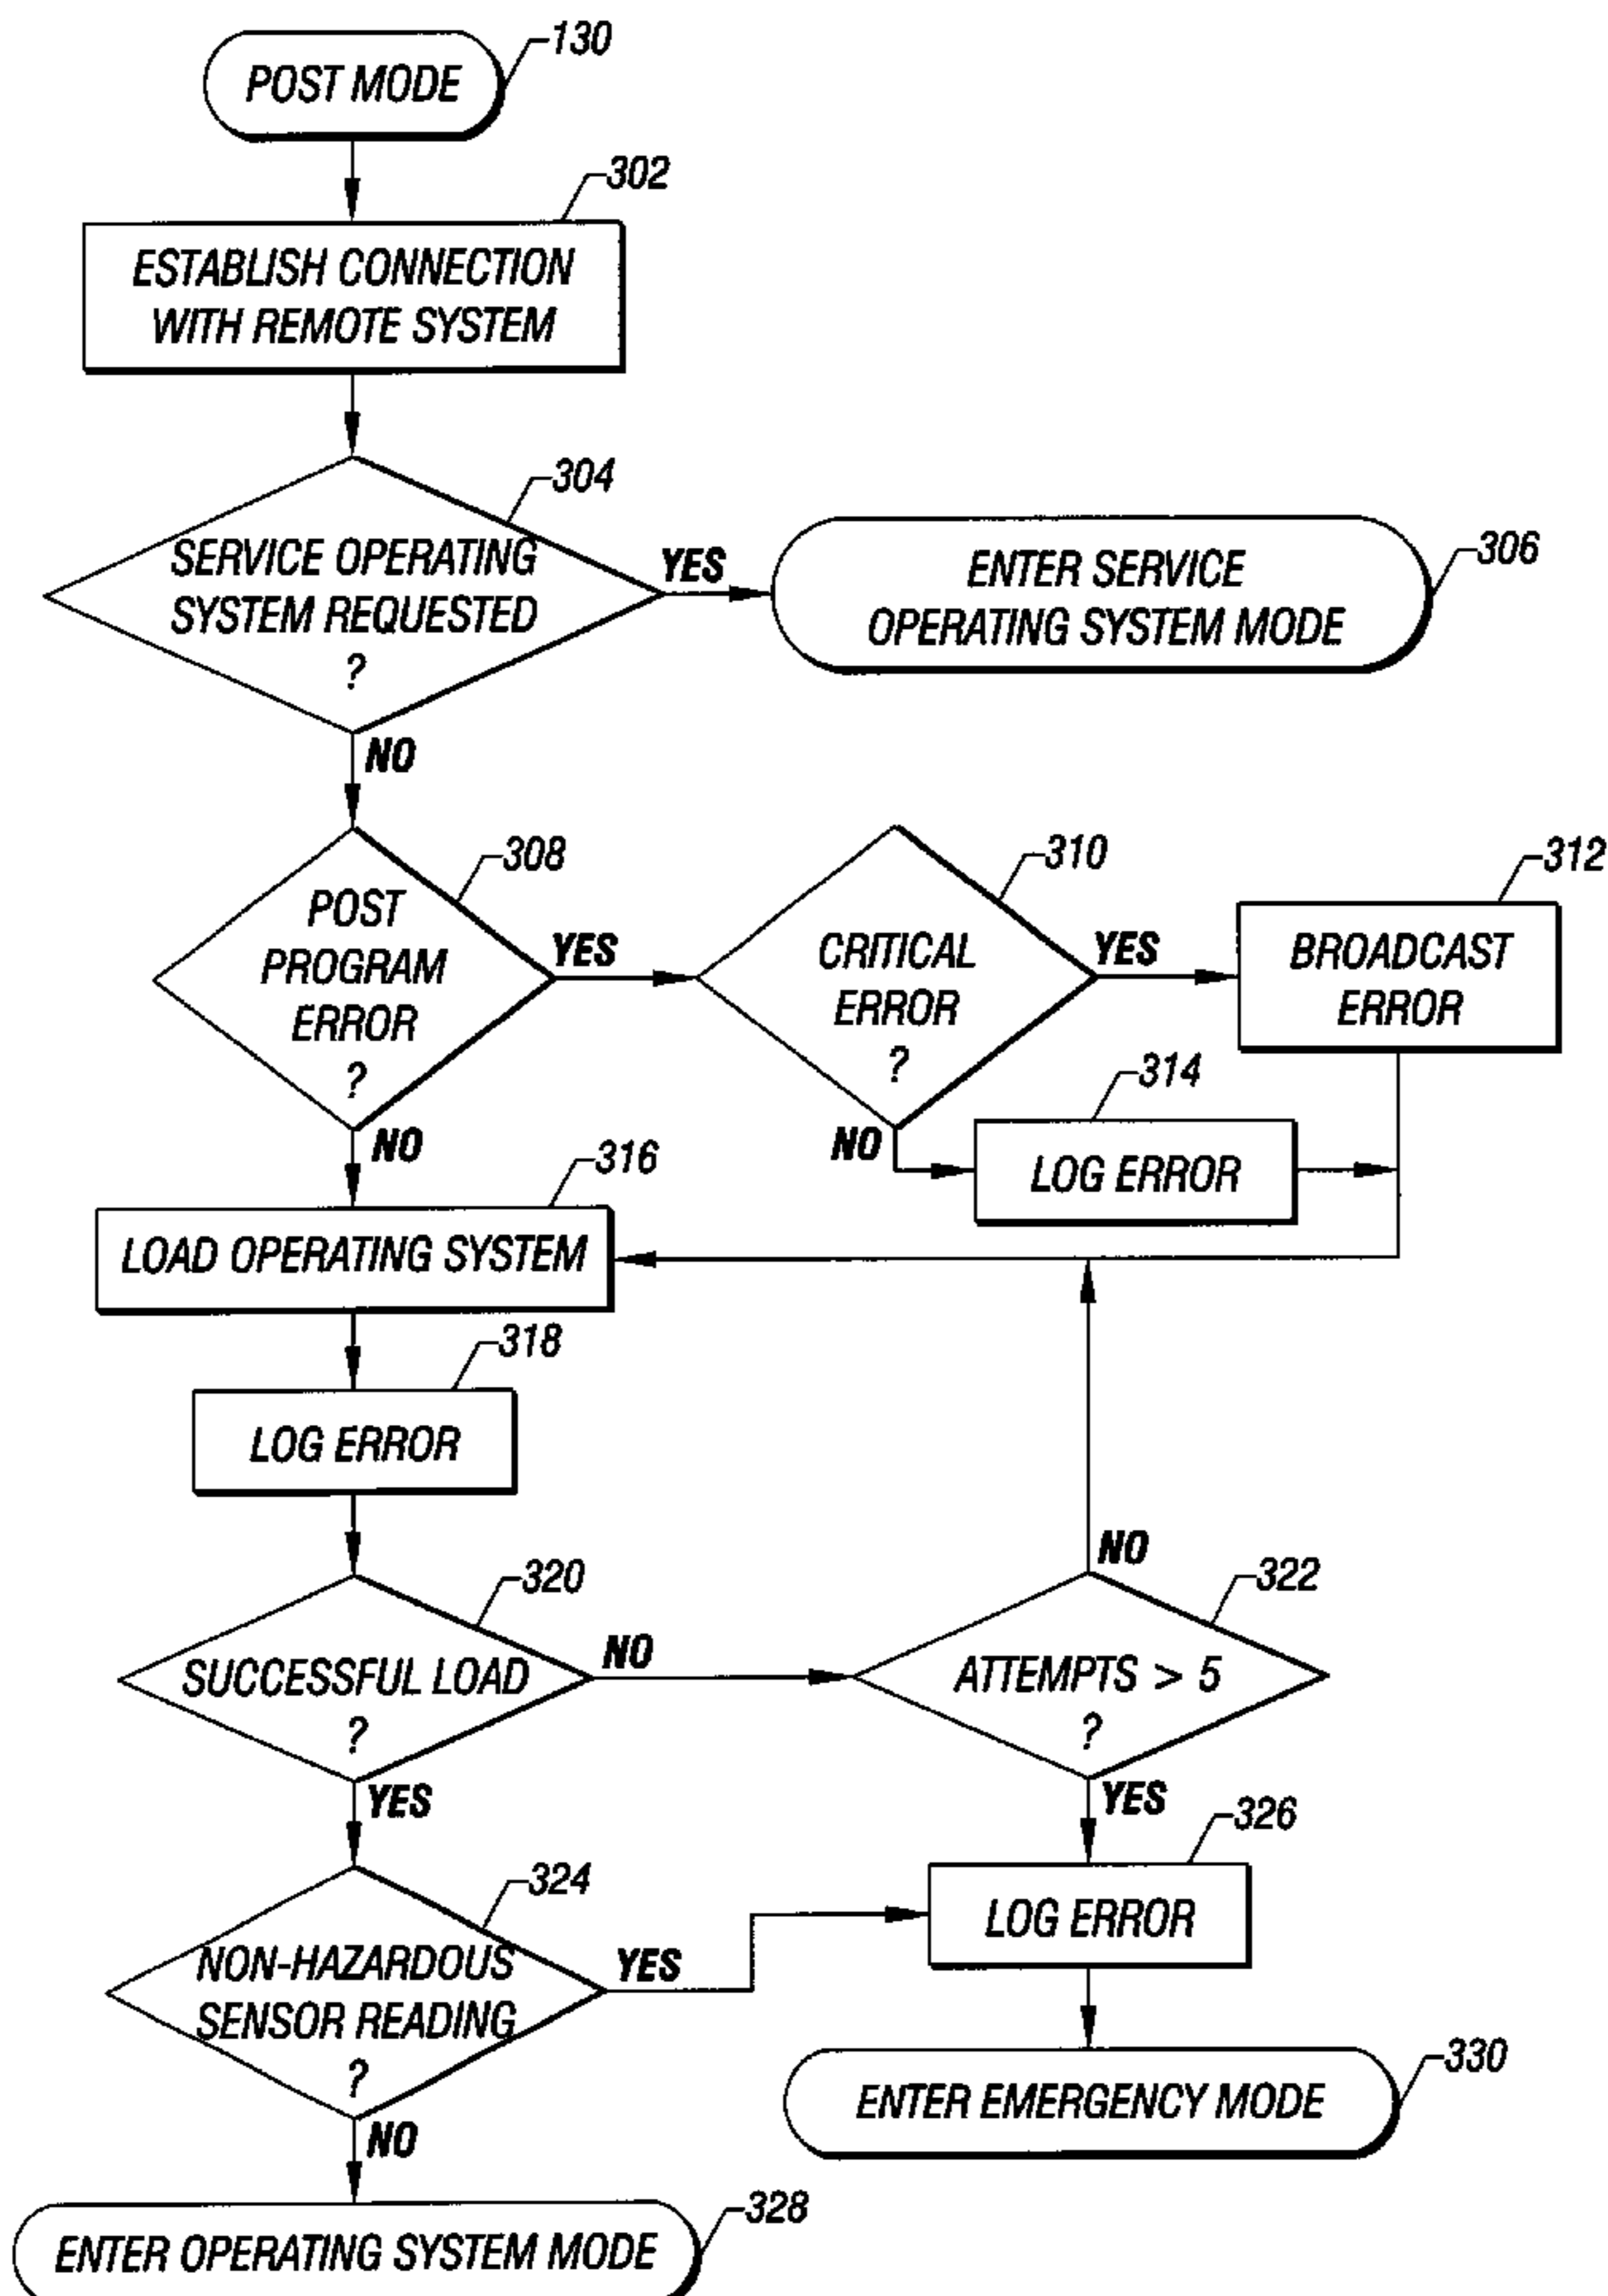 130
POST MODE
302
ESTABLISH CONNECTION
WITH REMOTE SYSTEM
304
SERVICE OPERATING
SYSTEM REQUESTED
?
YES
ENTER SERVICE
OPERATING SYSTEM MODE
306
NO
308
POST
PROGRAM
ERROR
?
YES
310
CRITICAL
ERROR
?
YES
312
BROADCAST
ERROR
NO
314
LOG ERROR
NO
316
LOAD OPERATING SYSTEM
318
LOG ERROR
320
SUCCESSFUL LOAD
?
NO
322
ATTEMPTS > 5
?
NO
YES
YES
326
LOG ERROR
324
NON-HAZARDOUS
SENSOR READING
?
YES
330
ENTER EMERGENCY MODE
NO
328
ENTER OPERATING SYSTEM MODE